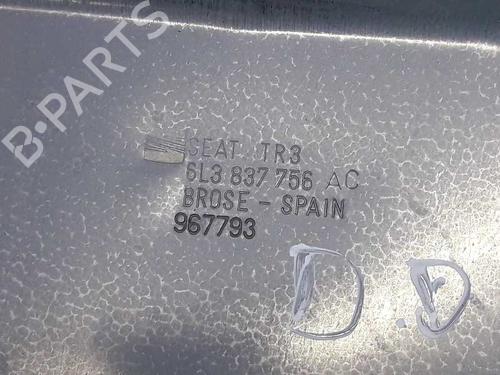 B-PARTS
SEAT TR3
6L3 837 756 AC
BROSE - SPAIN
967793
D.D